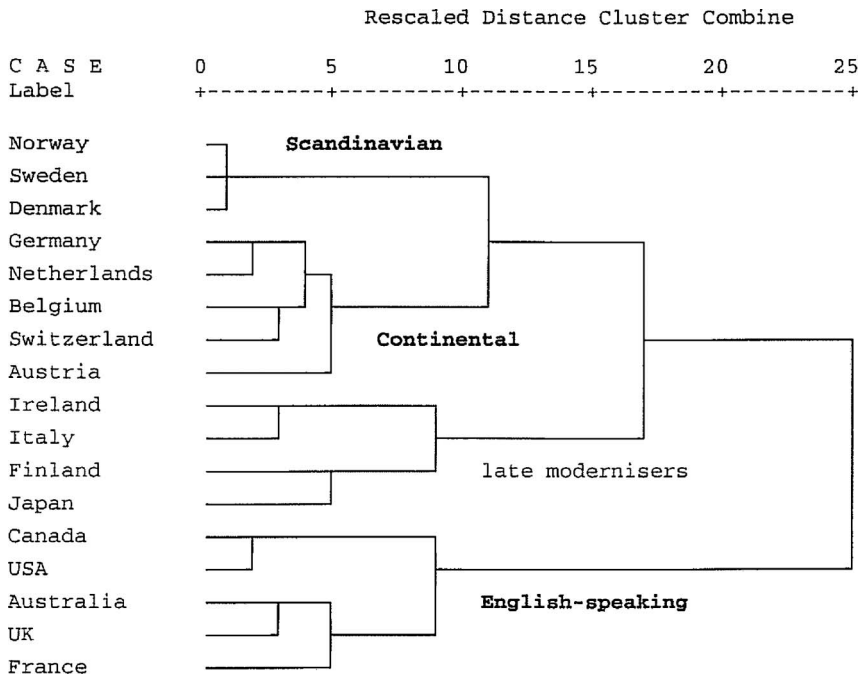 Rescaled Distance Cluster Combine
C A S E 0 5 10 15 20 25
Label +---------+---------+---------+---------+---------+
Norway Scandinavian
Sweden
Denmark
Germany
Netherlands
Belgium
Switzerland Continental
Austria
Ireland
Italy
Finland late modernisers
Japan
Canada
USA
Australia English-speaking
UK
France